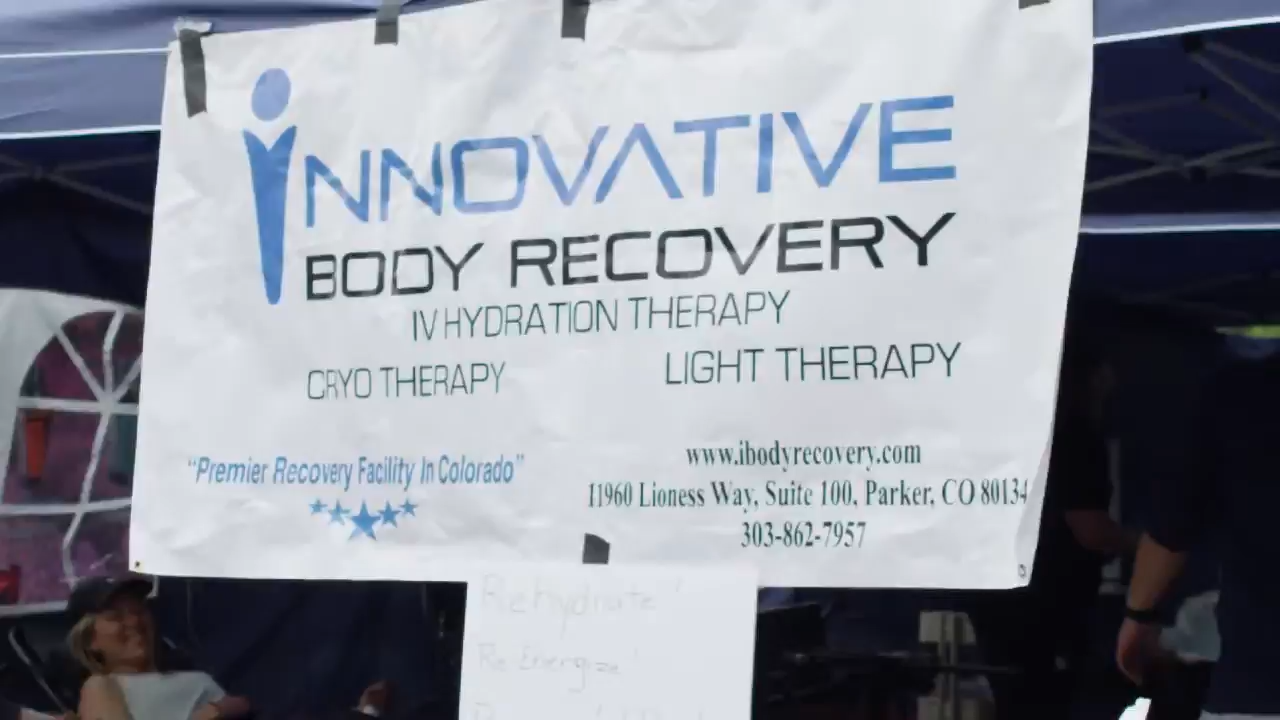 iNNOVATIVE
BODY RECOVERY
IV HYDRATION THERAPY
CRYO THERAPY
LIGHT THERAPY
"Premier Recovery Facility In Colorado"
www.ibodyrecovery.com
11960 Lioness Way, Suite 100, Parker, CO 80134
303-862-7957
Rehydrate!
Re Energize!